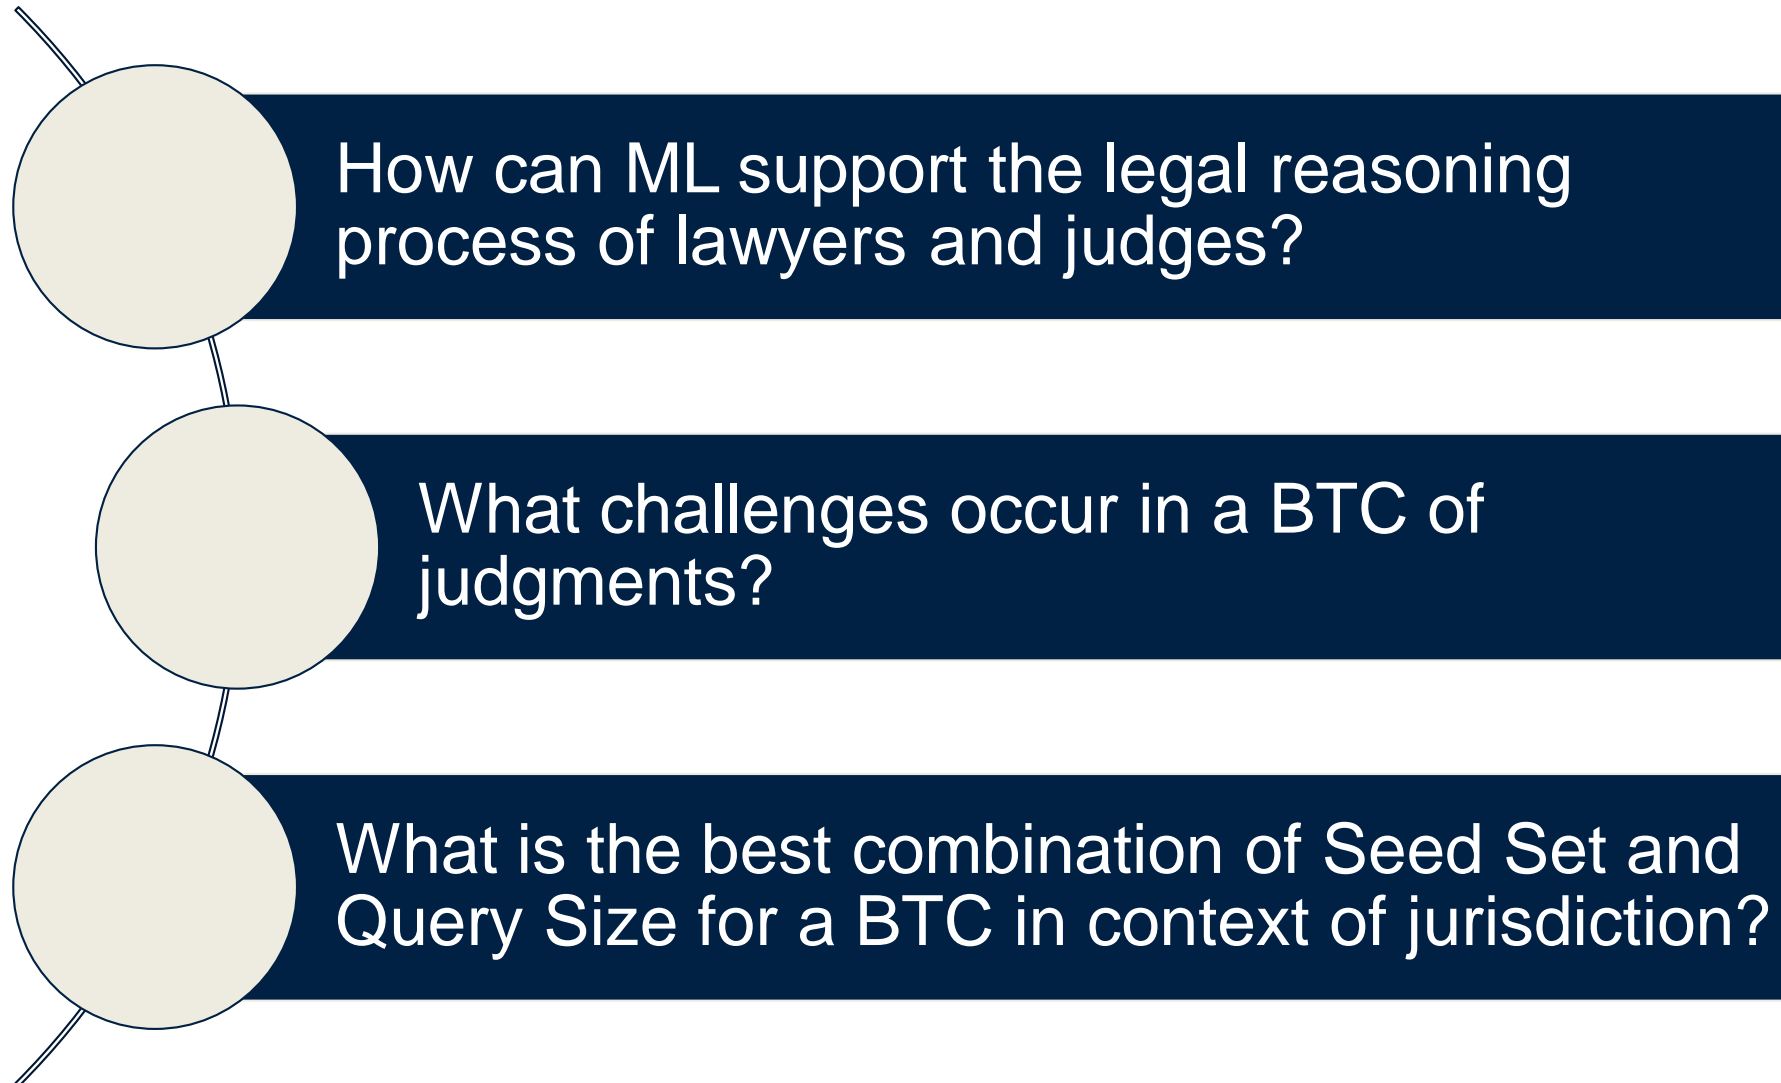 How can ML support the legal reasoning
process of lawyers and judges?
What challenges occur in a BTC of
judgments?
What is the best combination of Seed Set and
Query Size for a BTC in context of jurisdiction?